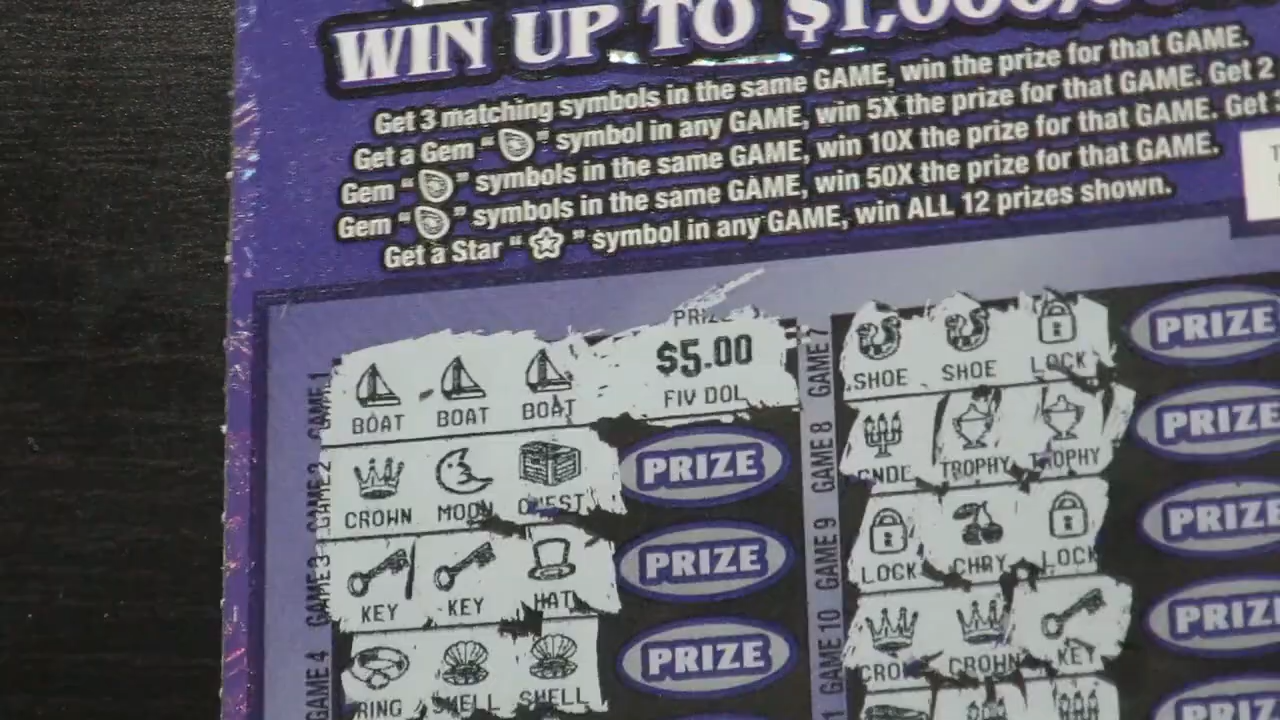 WIN UP TO $1,000,
Get 3 matching symbols in the same GAME, win the prize for that GAME.
Get a Gem " " symbol in any GAME, win 5X the prize for that GAME. Get 2
Gem " " symbols in the same GAME, win 10X the prize for that GAME. Get
Gem " " symbols in the same GAME, win 50X the prize for that GAME.
Get a Star " " symbol in any GAME, win ALL 12 prizes shown.
GAME 1
BOAT BOAT BOAT
$5.00
FIV DOL
GAME 2
CROWN MOON CHEST
PRIZE
GAME 3
KEY KEY HAT
PRIZE
GAME 4
RING SHELL SHELL
PRIZE
GAME 7
SHOE SHOE LOCK
PRIZE
GAME 8
CNDL TROPHY TROPHY
PRIZE
GAME 9
LOCK CHRY LOCK
PRIZE
GAME 10
CROWN CROWN KEY
PRIZE